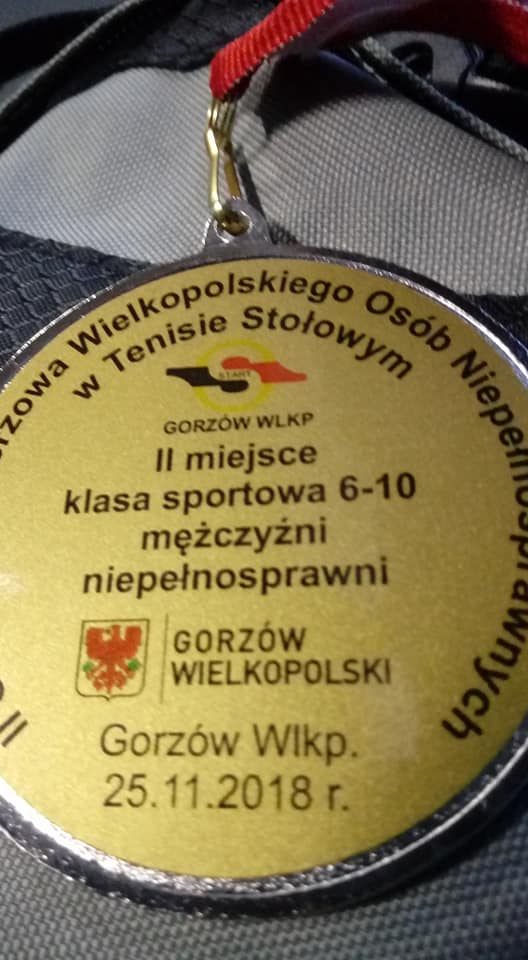 Wielkopolskiego Osób Niepełnosprawnych
w Tenisie Stołowym
START
GORZÓW WLKP
II miejsce
klasa sportowa 6-10
mężczyźni
niepełnosprawni
GORZÓW
WIELKOPOLSKI
Gorzów Wlkp.
25.11.2018 r.